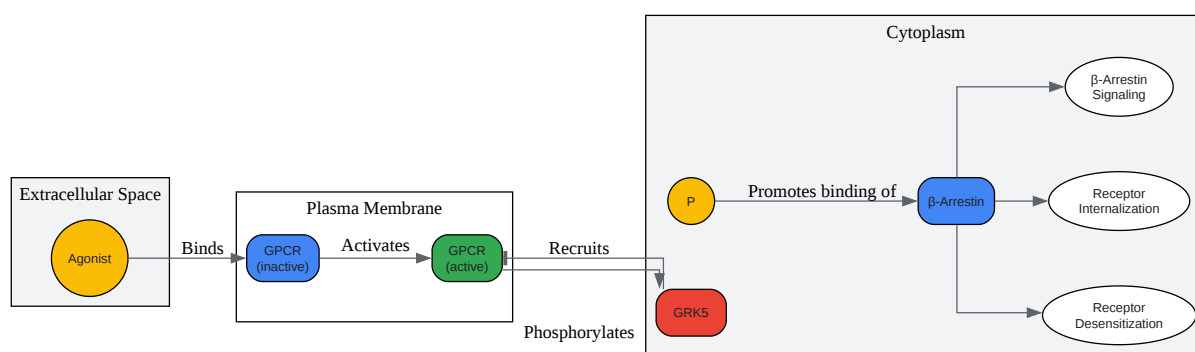 Cytoplasm
β-Arrestin
Signaling
Extracellular Space
Plasma Membrane
P
Promotes binding of
β-Arrestin
Receptor
Internalization
Agonist
Binds
GPCR
(inactive)
Activates
GPCR
(active)
Recruits
GRK5
Phosphorylates
Receptor
Desensitization